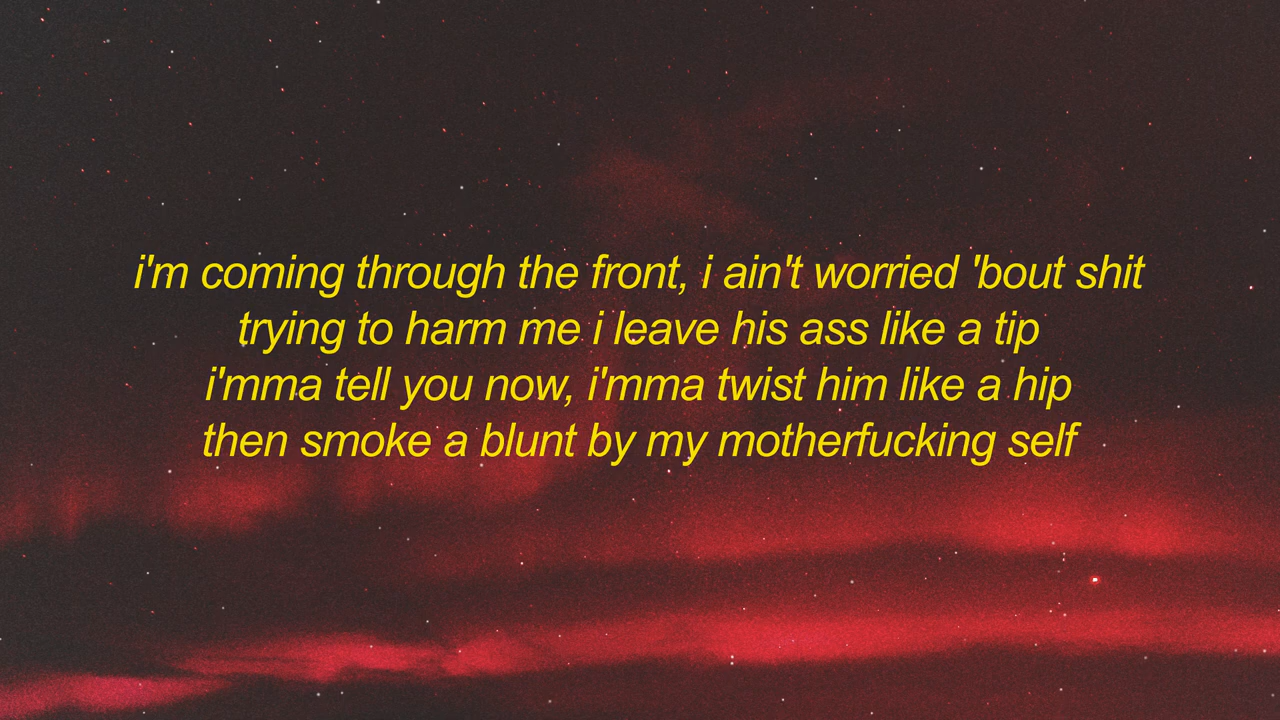 i'm coming through the front, i ain't worried 'bout shit
trying to harm me i leave his ass like a tip
i'mma tell you now, i'mma twist him like a hip
then smoke a blunt by my motherfucking self